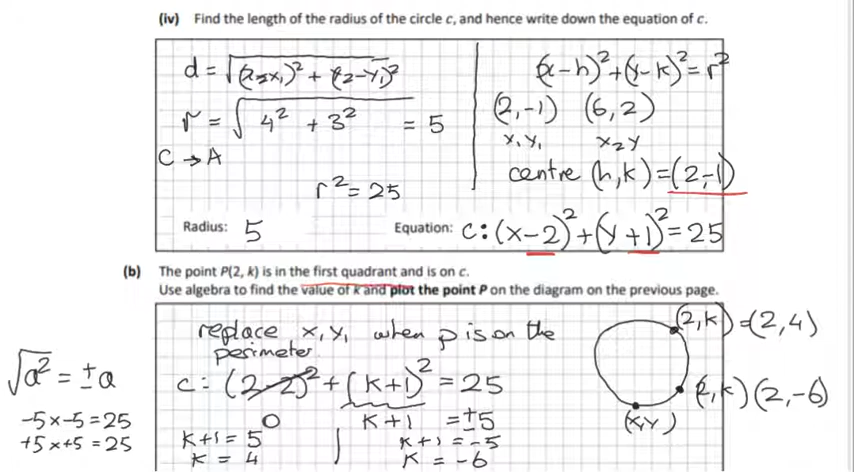 (iv) Find the length of the radius of the circle c, and hence write down the equation of c.
d = √(x₂-x₁)² + (y₂-y₁)²
r = √4² + 3² = 5
C → A
r² = 25
(x-h)² + (y-k)² = r²
(2,-1) (6,2)
x₁y₁ x₂y
centre (h,k) = (2,-1)
Radius: 5
Equation: c: (x-2)² + (y+1)² = 25
(b) The point P(2, k) is in the first quadrant and is on c.
Use algebra to find the value of k and plot the point P on the diagram on the previous page.
replace x, y, when p is on the
perimeter.
c: (2-2)² + (k+1)² = 25
0
k+1 = ±5
k+1 = 5
k = 4
k+1 = -5
k = -6
√a² = ±a
-5 x -5 = 25
+5 x +5 = 25
(2,k) = (2,4)
(2,k) (2,-6)
(x,y)